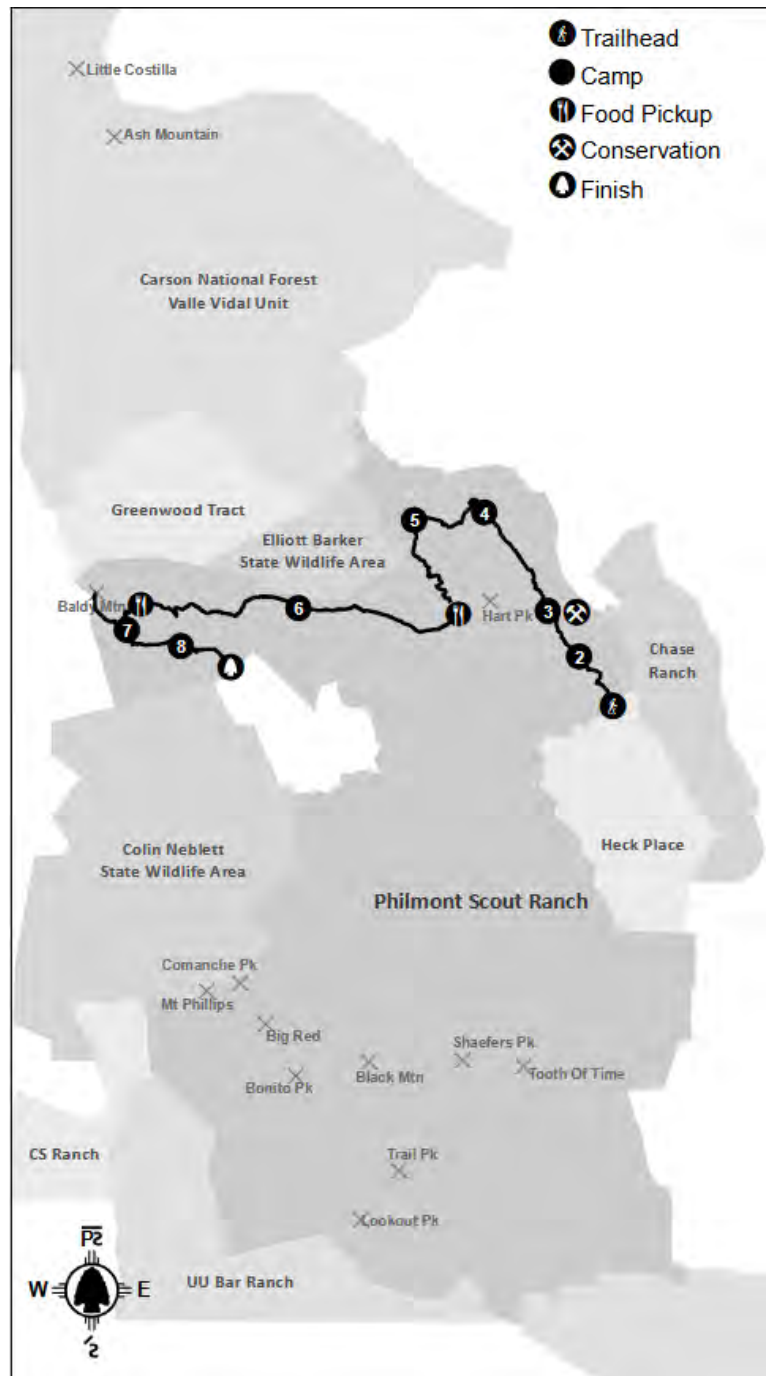 Trailhead
Camp
Food Pickup
Conservation
Finish
Little Costilla
Ash Mountain
Carson National Forest
Valle Vidal Unit
Greenwood Tract
Elliott Barker
State Wildlife Area
5
4
Baldy Mtn
6
Hart Pk
3
7
8
2
Chase
Ranch
Heck Place
Colin Neblett
State Wildlife Area
Philmont Scout Ranch
Comanche Pk
Mt Phillips
Big Red
Bonito Pk
Black Mtn
Shaefers Pk
Tooth Of Time
CS Ranch
Trail Pk
Lookout Pk
UU Bar Ranch
W
E